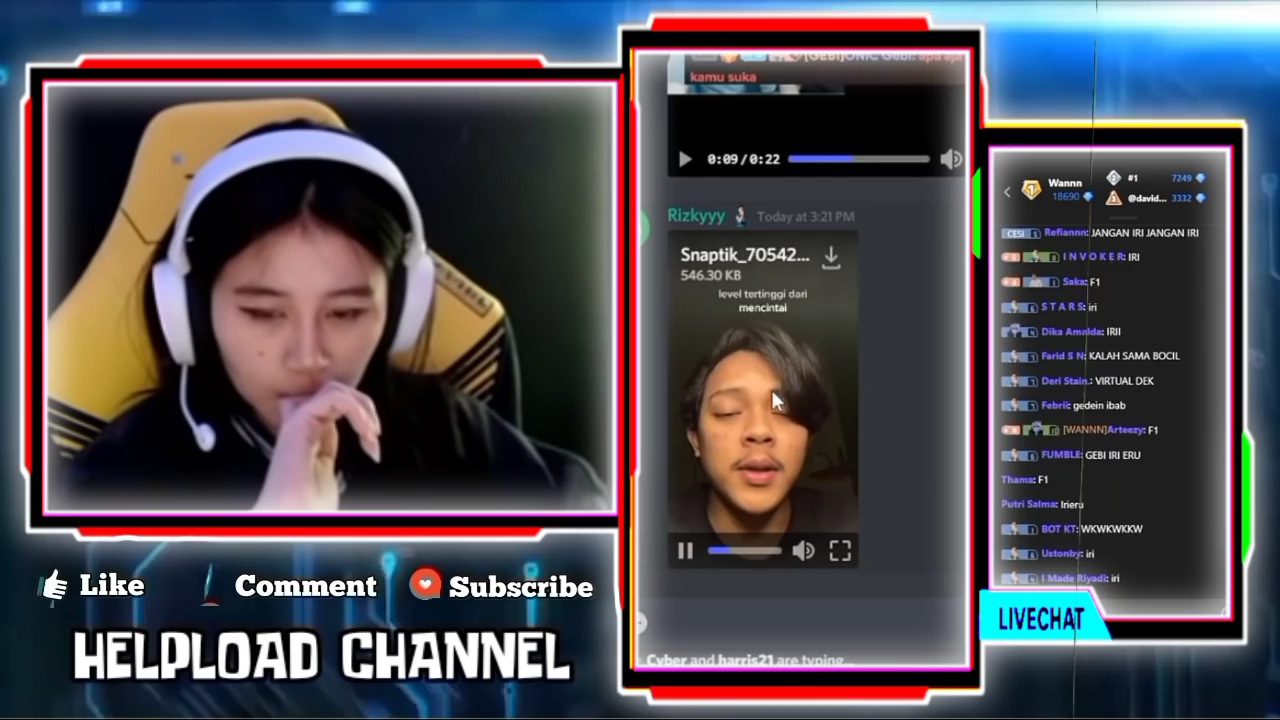 Like
Comment
Subscribe
HELPLOAD CHANNEL
kamu suka
0:09/0:22
Rizkyyy
Today at 3:21 PM
Snaptik_70542...
546.30 KB
level tertinggi dari
mencintai
Cyber and harris21 are typing...
Wannn
18690
#1
7249
@david...
3332
Refiannn: JANGAN IRI JANGAN IRI
I N V O K E R: IRI
Saka: F1
S T A R S: iri
Dika Amnida: IRII
Farid S N: KALAH SAMA BOCIL
Deri Stain.: VIRTUAL DEK
Febrii: gedein ibab
[WANNN]Arteezy: F1
FUMBLE: GEBI IRI ERU
Thama: F1
Putri Salma: Irieru
BOT KT: WKWKWKKW
Ustonby: iri
I Made Riyadi: iri
LIVECHAT